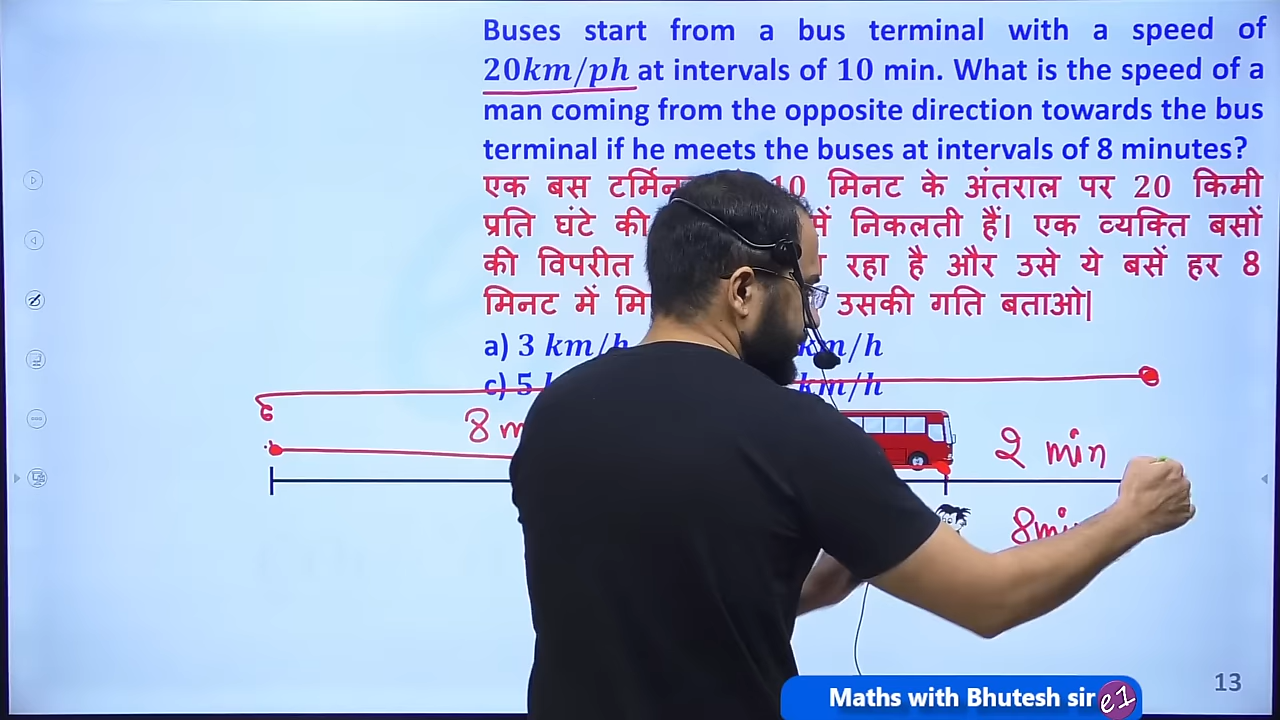 Buses start from a bus terminal with a speed of
20km/ph at intervals of 10 min. What is the speed of a
man coming from the opposite direction towards the bus
terminal if he meets the buses at intervals of 8 minutes?
एक बस 10 मिनट के अंतराल पर 20 किमी
प्रति घंटे की निकलती हैं। एक व्यक्ति बसों
की विपरीत रहा है और उसे ये बसें हर 8
मिनट में उसकी गति बताओ|
a) 3 km/h km/h
c) 5 km/h
8 2 min
8min
13
Maths with Bhutesh sir e1